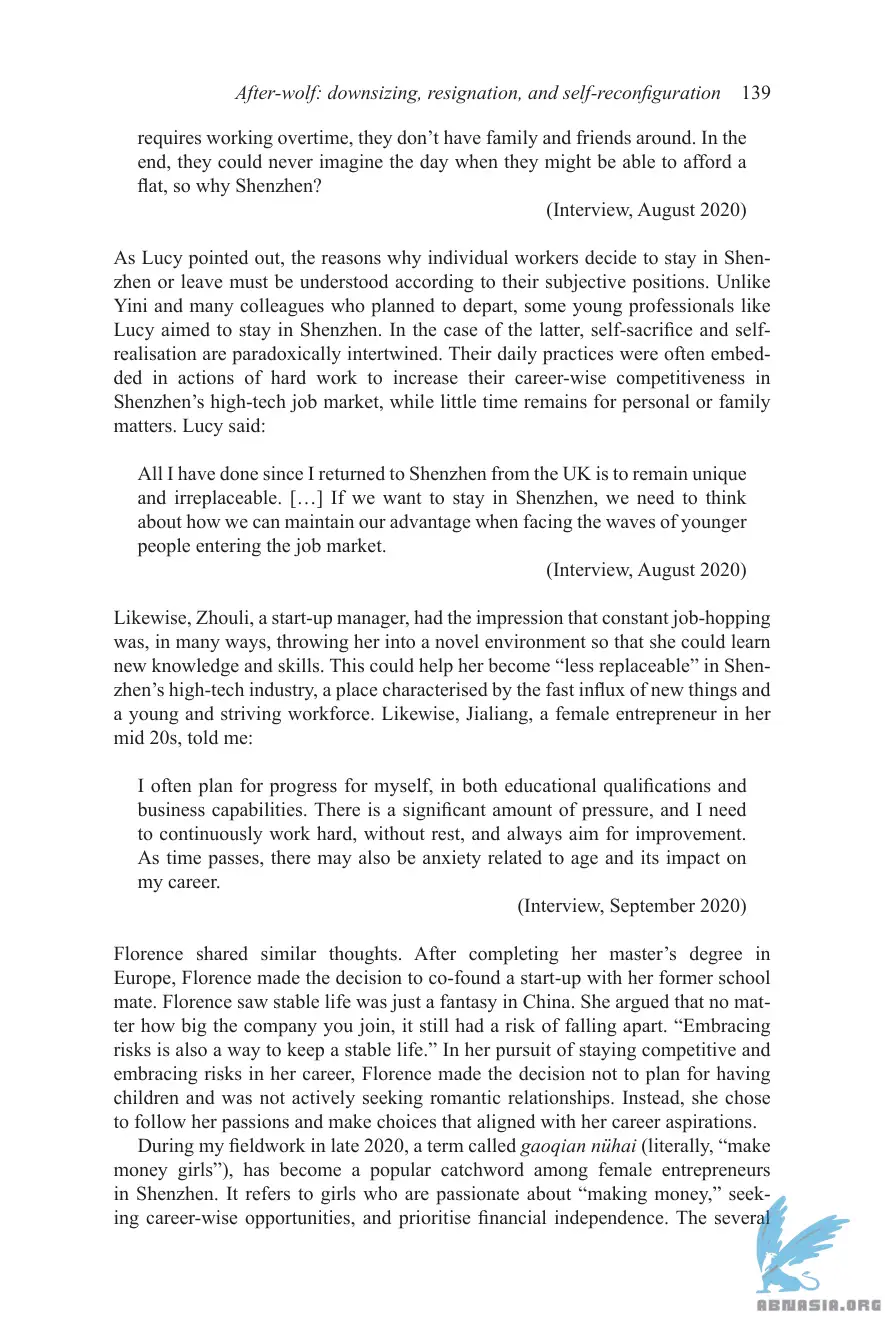 After-wolf: downsizing, resignation, and self-reconfiguration 139
requires working overtime, they don’t have family and friends around. In the
end, they could never imagine the day when they might be able to afford a
flat, so why Shenzhen?
(Interview, August 2020)
As Lucy pointed out, the reasons why individual workers decide to stay in Shen-
zhen or leave must be understood according to their subjective positions. Unlike
Yini and many colleagues who planned to depart, some young professionals like
Lucy aimed to stay in Shenzhen. In the case of the latter, self-sacrifice and self-
realisation are paradoxically intertwined. Their daily practices were often embed-
ded in actions of hard work to increase their career-wise competitiveness in
Shenzhen’s high-tech job market, while little time remains for personal or family
matters. Lucy said:
All I have done since I returned to Shenzhen from the UK is to remain unique
and irreplaceable. […] If we want to stay in Shenzhen, we need to think
about how we can maintain our advantage when facing the waves of younger
people entering the job market.
(Interview, August 2020)
Likewise, Zhouli, a start-up manager, had the impression that constant job-hopping
was, in many ways, throwing her into a novel environment so that she could learn
new knowledge and skills. This could help her become “less replaceable” in Shen-
zhen’s high-tech industry, a place characterised by the fast influx of new things and
a young and striving workforce. Likewise, Jialiang, a female entrepreneur in her
mid 20s, told me:
I often plan for progress for myself, in both educational qualifications and
business capabilities. There is a significant amount of pressure, and I need
to continuously work hard, without rest, and always aim for improvement.
As time passes, there may also be anxiety related to age and its impact on
my career.
(Interview, September 2020)
Florence shared similar thoughts. After completing her master’s degree in
Europe, Florence made the decision to co-found a start-up with her former school
mate. Florence saw stable life was just a fantasy in China. She argued that no mat-
ter how big the company you join, it still had a risk of falling apart. “Embracing
risks is also a way to keep a stable life.” In her pursuit of staying competitive and
embracing risks in her career, Florence made the decision not to plan for having
children and was not actively seeking romantic relationships. Instead, she chose
to follow her passions and make choices that aligned with her career aspirations.
During my fieldwork in late 2020, a term called gaoqian nühai (literally, “make
money girls”), has become a popular catchword among female entrepreneurs
in Shenzhen. It refers to girls who are passionate about “making money,” seek-
ing career-wise opportunities, and prioritise financial independence. The several
ABNASIA.ORG